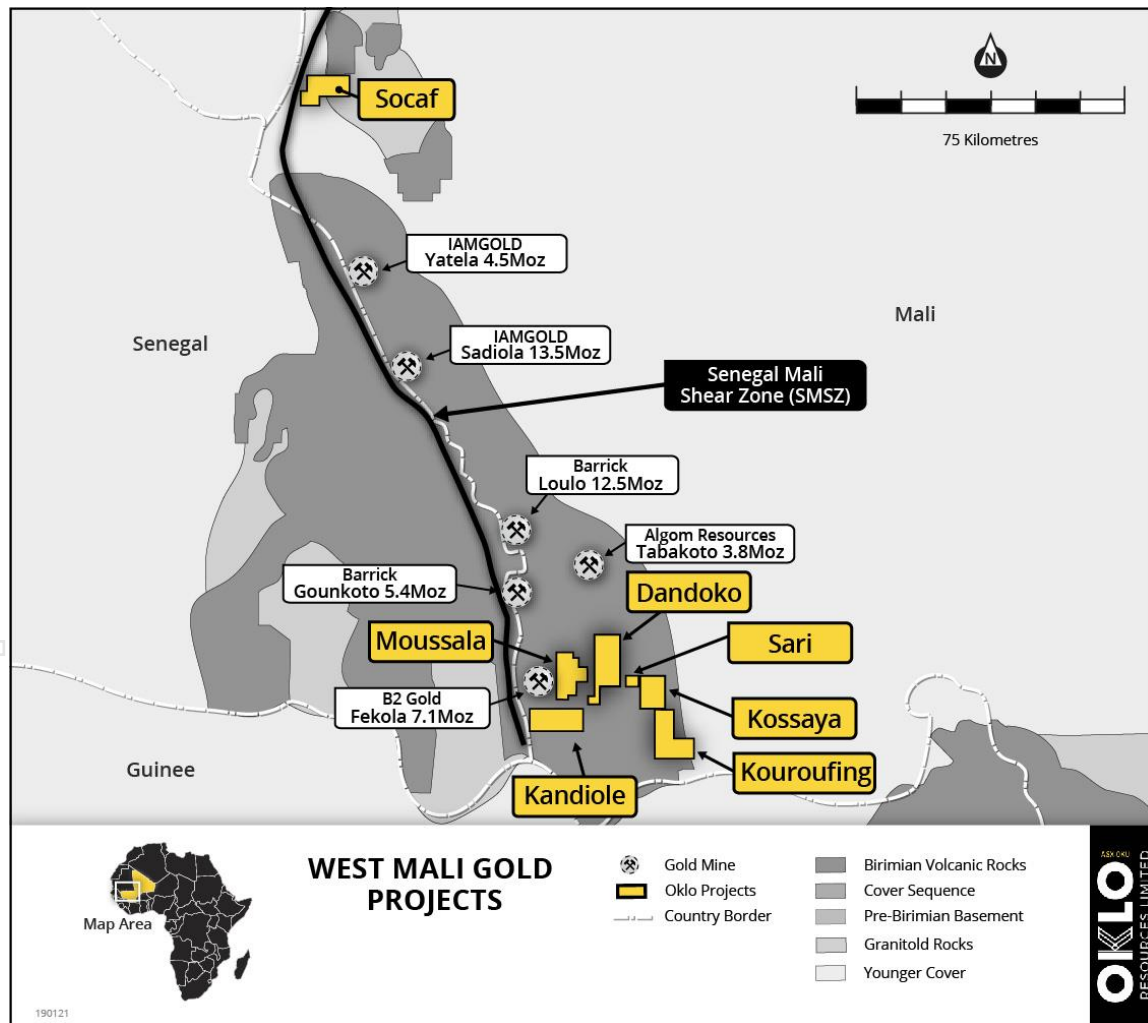 N
75 Kilometres
Socaf
IAMGOLD
Yatela 4.5Moz
Mali
Senegal
IAMGOLD
Sadiola 13.5Moz
Senegal Mali
Shear Zone (SMSZ)
Barrick
Loulo 12.5Moz
Algom Resources
Tabakoto 3.8Moz
Barrick
Gounkoto 5.4Moz
Dandoko
Moussala
Sari
B2 Gold
Fekola 7.1Moz
Kossaya
Guinee
Kouroufing
Kandiole
Map Area
WEST MALI GOLD
PROJECTS
Gold Mine
Oklo Projects
Country Border
Birimian Volcanic Rocks
Cover Sequence
Pre-Birimian Basement
Granitold Rocks
Younger Cover
ASX:OKU
OKLO
RESOURCES LIMITED
190121